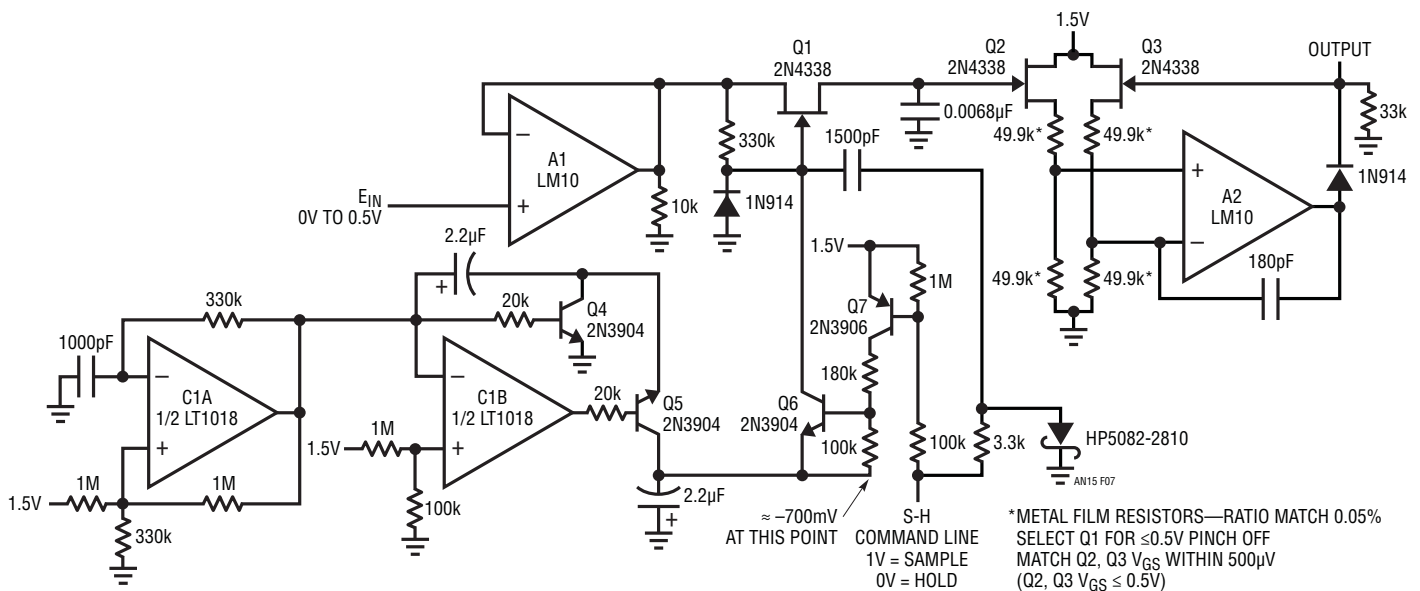 1.5V
Q1
2N4338
Q2
2N4338
Q3
2N4338
OUTPUT
0.0068µF
33k
330k
1500pF
49.9k*
49.9k*
–
A1
LM10
+
+
A2
LM10
–
1N914
EIN
0V TO 0.5V
10k
1N914
1.5V
1M
180pF
2.2µF
+
49.9k*
49.9k*
330k
20k
Q4
2N3904
Q7
2N3906
1000pF
–
C1A
1/2 LT1018
+
–
C1B
1/2 LT1018
+
180k
20k
Q5
2N3904
Q6
2N3904
100k
100k
3.3k
HP5082-2810
AN15 F07
1.5V
1M
1.5V
1M
1M
100k
330k
2.2µF
+
≈ –700mV
AT THIS POINT
S-H
COMMAND LINE
1V = SAMPLE
0V = HOLD
*METAL FILM RESISTORS—RATIO MATCH 0.05%
SELECT Q1 FOR ≤0.5V PINCH OFF
MATCH Q2, Q3 VGS WITHIN 500µV
(Q2, Q3 VGS ≤ 0.5V)